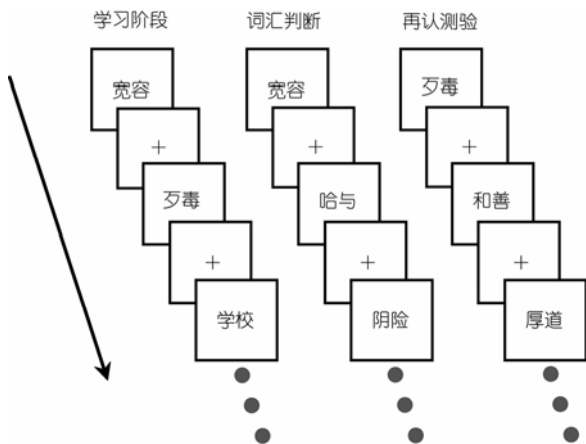 学习阶段 词汇判断 再认测验
宽容 宽容 歹毒
+ + +
歹毒 哈与 和善
+ + +
学校 阴险 厚道